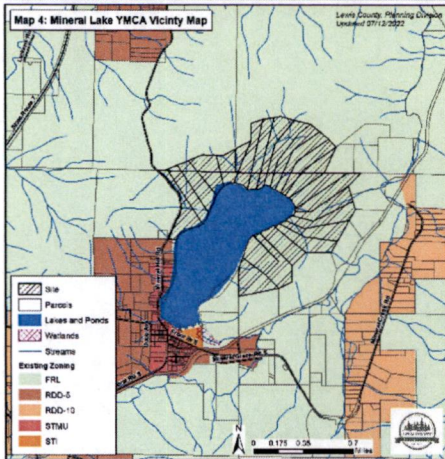 Map 4: Mineral Lake YMCA Vicinty Map
Lewis County, Planning Division
Updated 07/12/2022
Site
Parcels
Lakes and Ponds
Wetlands
Streams
Existing Zoning
FRL
RDD-5
RDD-10
STMU
STI
N
0 0.175 0.35 0.7
Miles